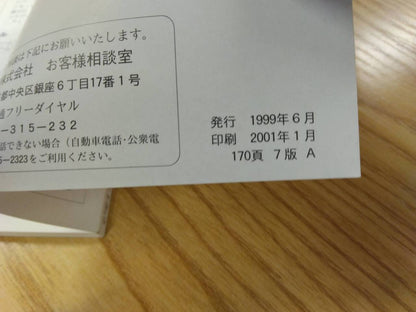 は下記にお願いいたします。
式会社 お客様相談室
都中央区銀座6丁目17番1号
通フリーダイヤル
-315-232
話できない場合（自動車電話・公衆電
5-2323をご利用ください。
発行 1999年6月
印刷 2001年1月
170頁 7版 A